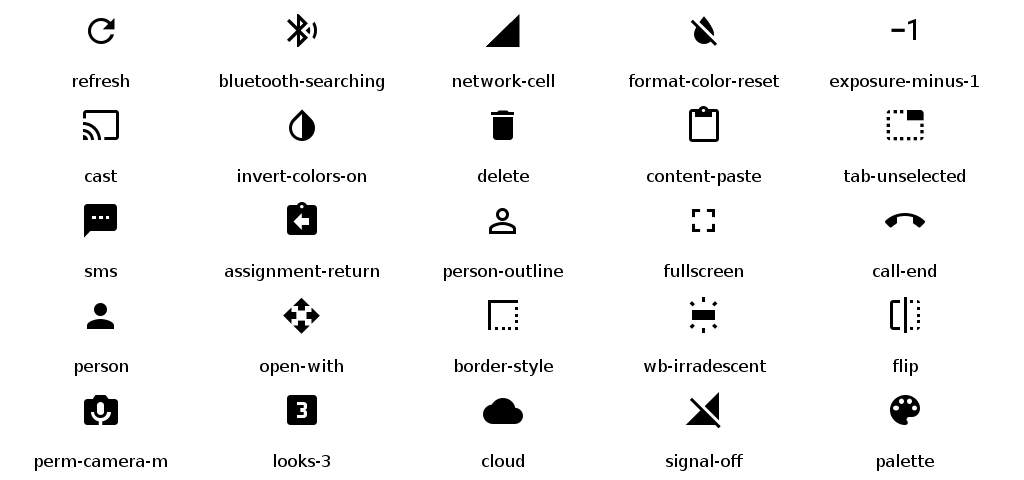 -1
refresh bluetooth-searching network-cell format-color-reset exposure-minus-1
cast invert-colors-on delete content-paste tab-unselected
sms assignment-return person-outline fullscreen call-end
person open-with border-style wb-irradescent flip
3
perm-camera-m looks-3 cloud signal-off palette